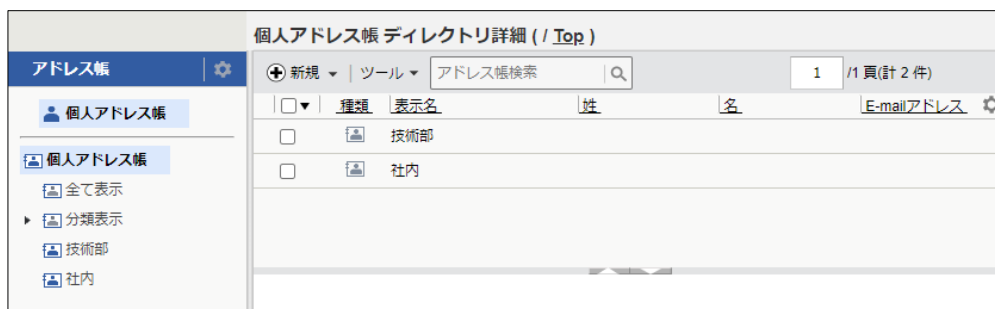 個人アドレス帳 ディレクトリ詳細 ( / Top )
アドレス帳
個人アドレス帳
個人アドレス帳
全て表示
分類表示
技術部
社内
新規 ツール アドレス帳検索 1 /1 頁(計 2 件)
種類 表示名 姓 名 E-mailアドレス
技術部
社内